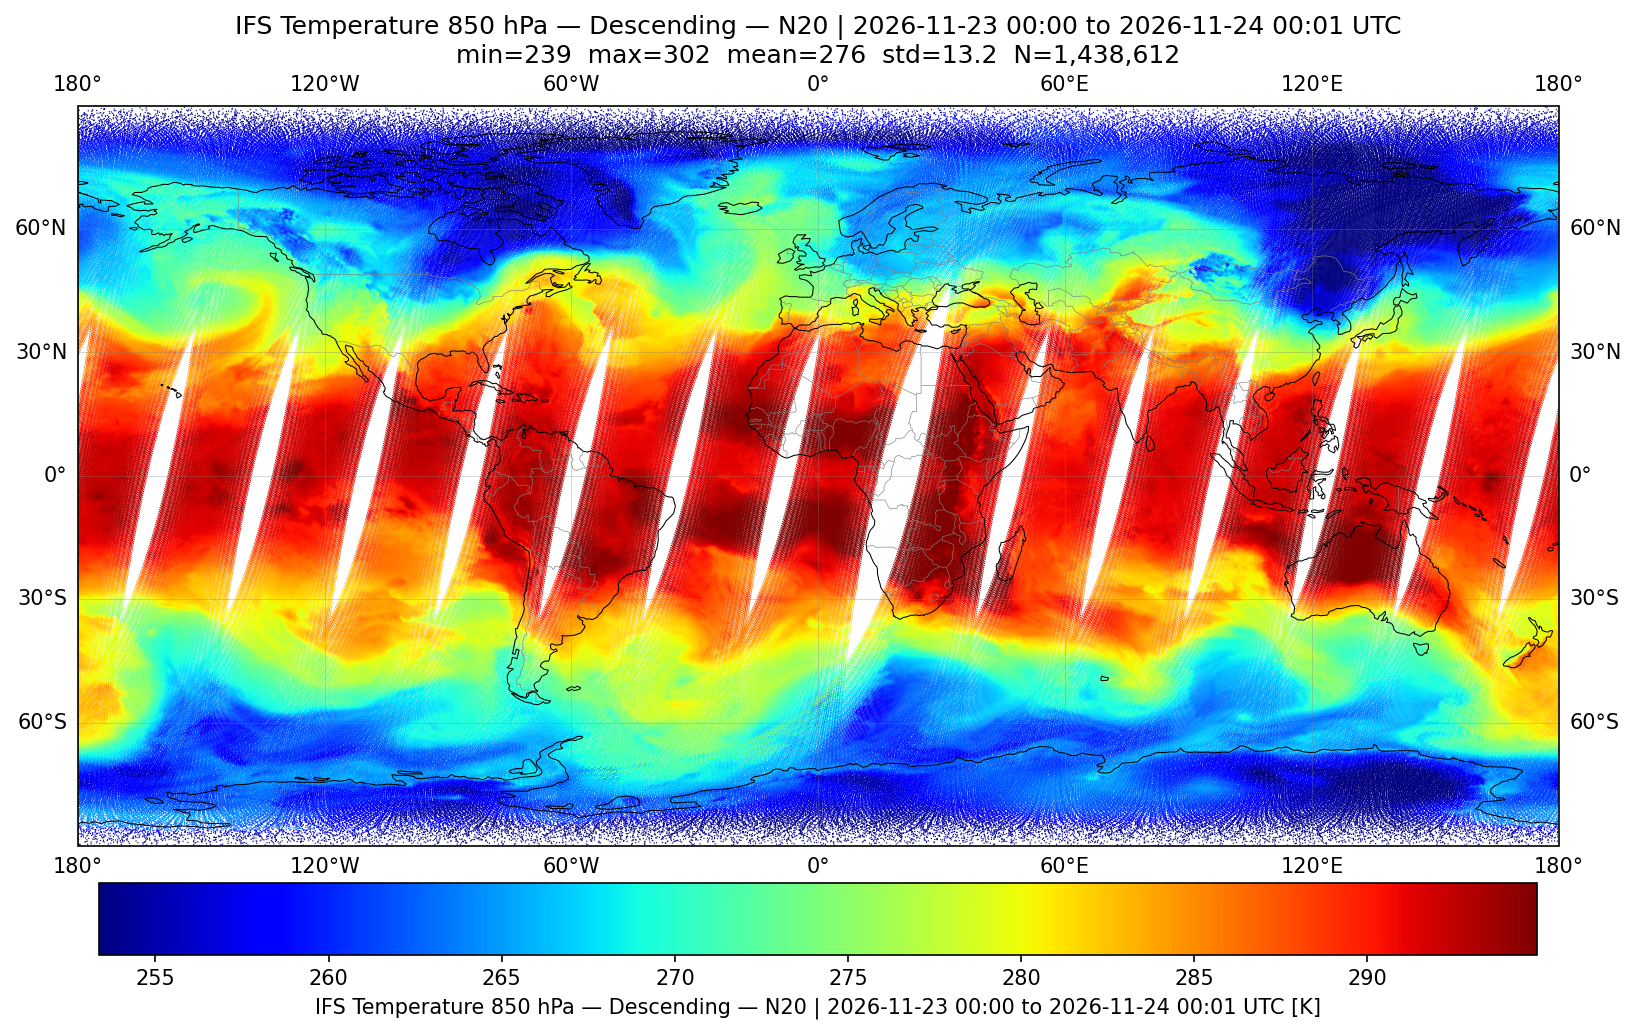 IFS Temperature 850 hPa — Descending — N20 | 2026-11-23 00:00 to 2026-11-24 00:01 UTC
min=239 max=302 mean=276 std=13.2 N=1,438,612
180° 120°W 60°W 0° 60°E 120°E 180°
60°N 60°N
30°N 30°N
0° 0°
30°S 30°S
60°S 60°S
180° 120°W 60°W 0° 60°E 120°E 180°
255 260 265 270 275 280 285 290
IFS Temperature 850 hPa — Descending — N20 | 2026-11-23 00:00 to 2026-11-24 00:01 UTC [K]